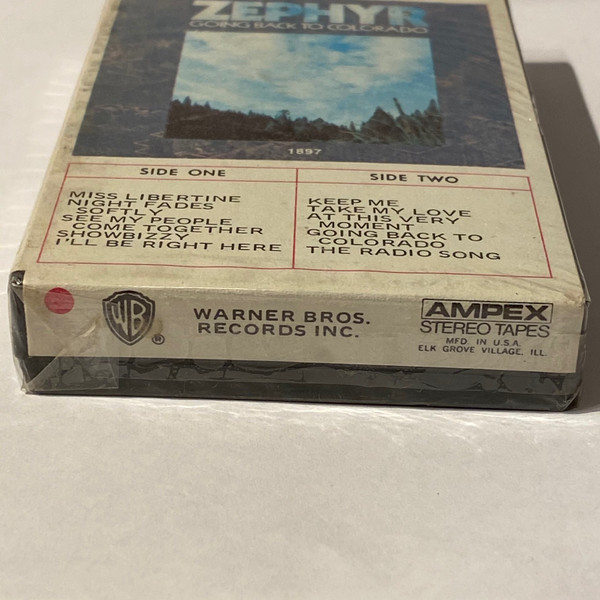 ZEPHYR
GOING BACK TO COLORADO
1897
SIDE ONE
MISS LIBERTINE
NIGHT FADES
SOFTLY
SEE MY PEOPLE
COME TOGETHER
SHOWBIZZY
I'LL BE RIGHT HERE
SIDE TWO
KEEP ME
TAKE MY LOVE
AT THIS VERY
MOMENT
GOING BACK TO
COLORADO
THE RADIO SONG
WB
®
WARNER BROS.
RECORDS INC.
AMPEX
STEREO TAPES
MFD. IN U.S.A.
ELK GROVE VILLAGE, ILL.